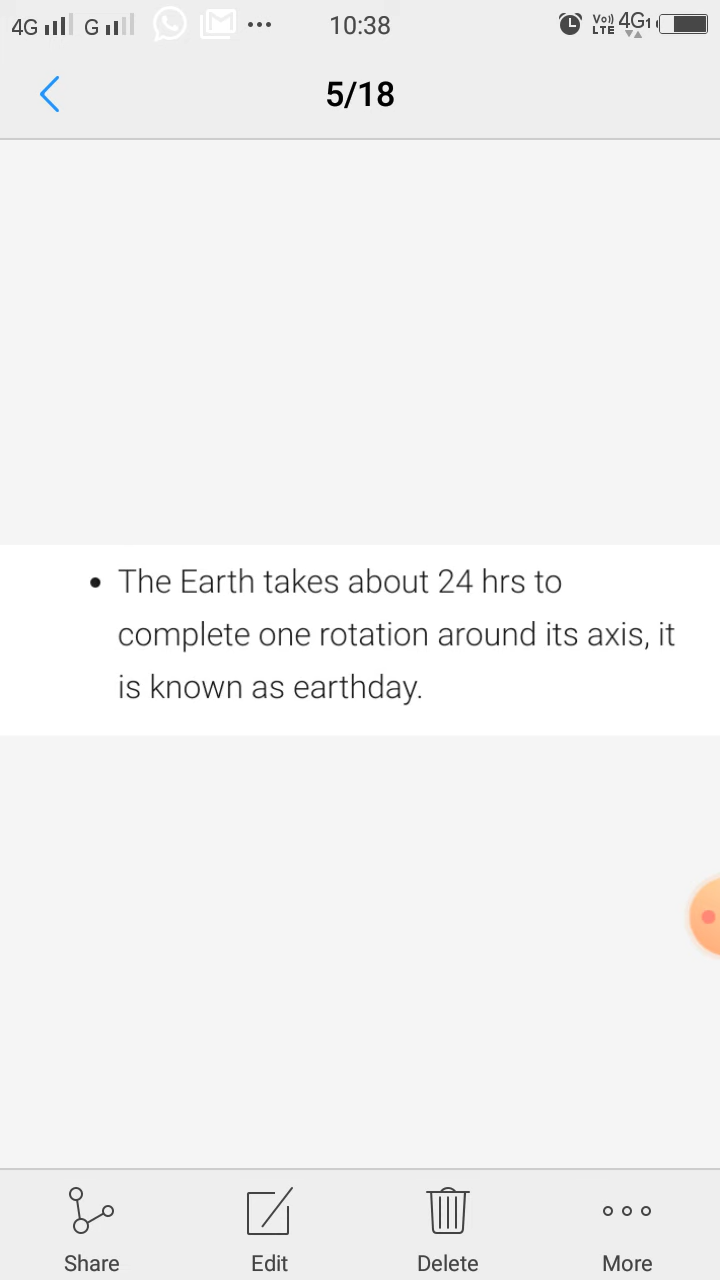 4G G ••• 10:38 Vo)) LTE 4G1
5/18
• The Earth takes about 24 hrs to
complete one rotation around its axis, it
is known as earthday.
Share Edit Delete More